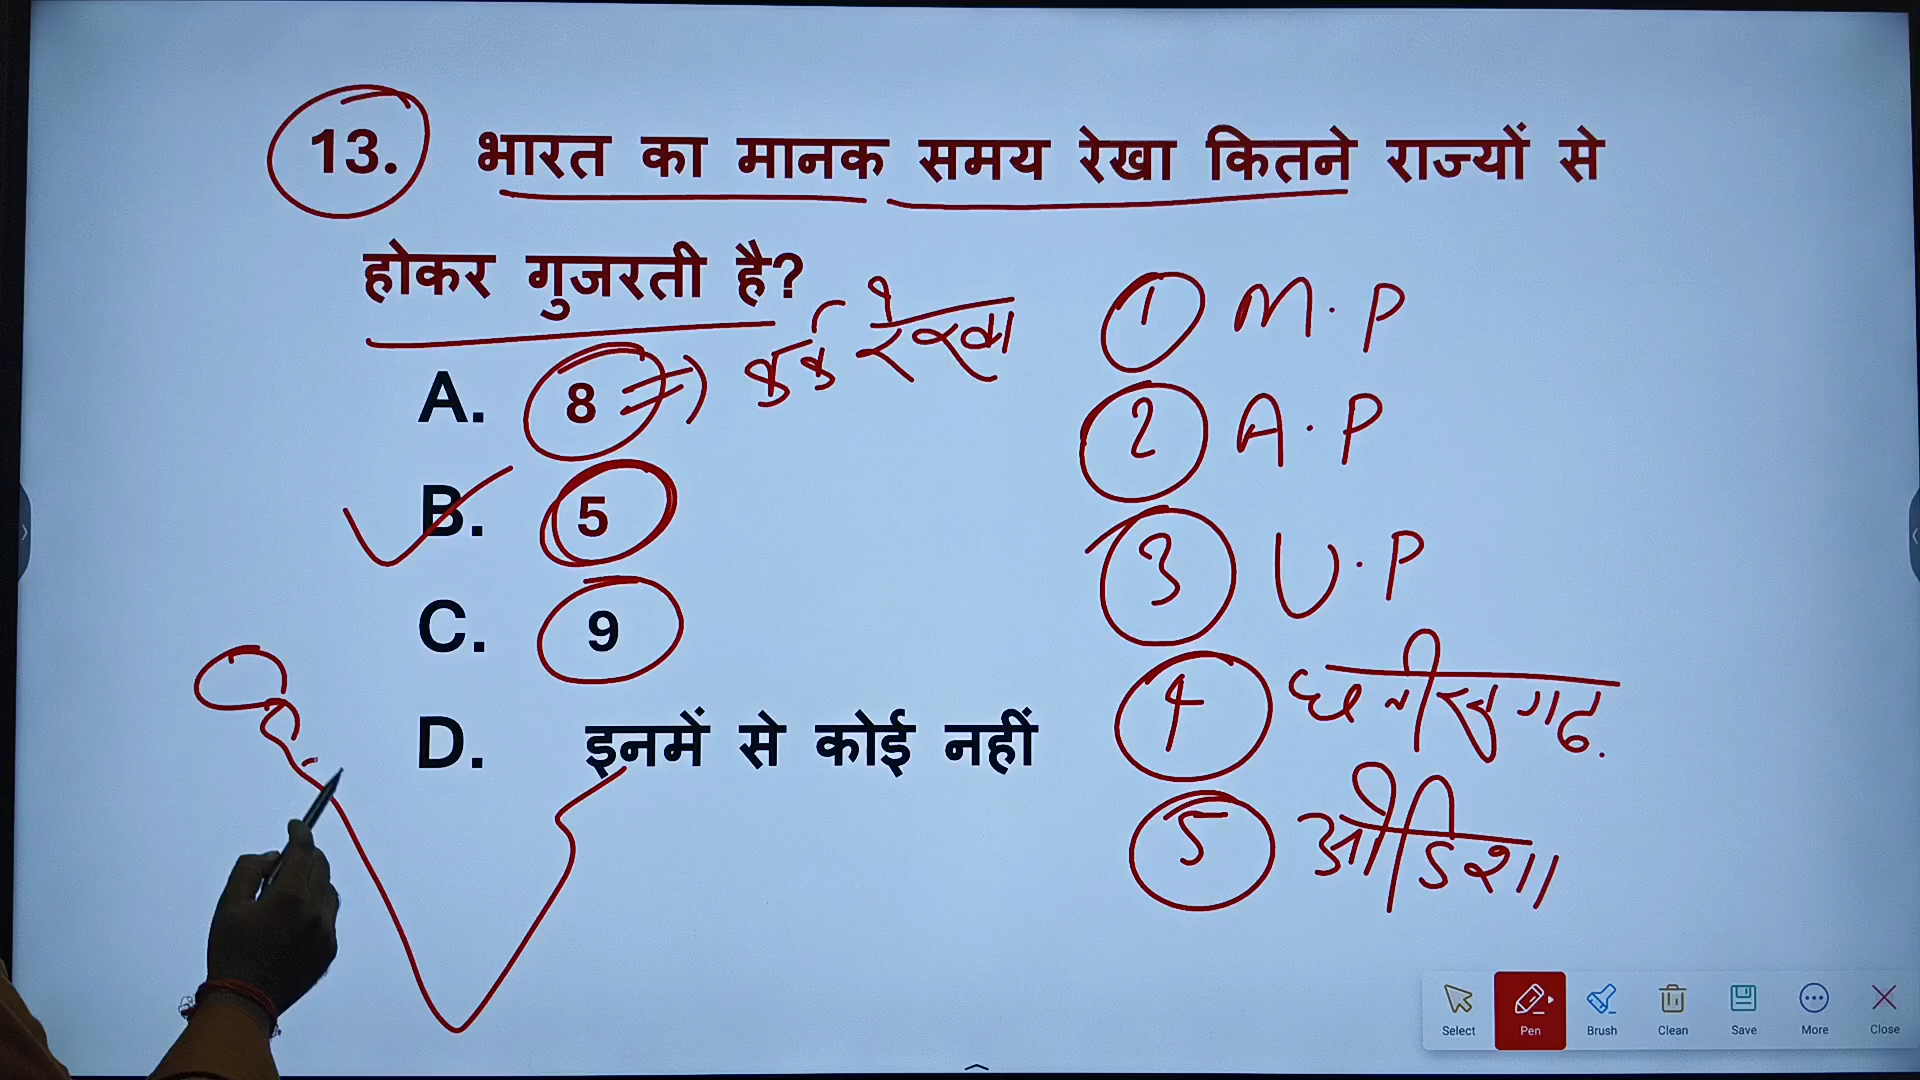 13. भारत का मानक समय रेखा कितने राज्यों से
होकर गुजरती है?
A. 8 => कर्क रेखा
B. 5
C. 9
D. इनमें से कोई नहीं
1 M.P
2 A.P
3 U.P
4 छत्तीसगढ.
5 ओडिशा
Select Pen Brush Clean Save More Close